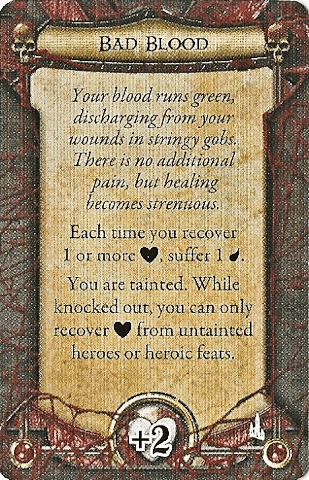 BAD BLOOD
Your blood runs green,
discharging from your
wounds in stringy gobs.
There is no additional
pain, but healing
becomes strenuous.
Each time you recover
1 or more ♥, suffer 1 .
You are tainted. While
knocked out, you can only
recover ♥ from untainted
heroes or heroic feats.
+2